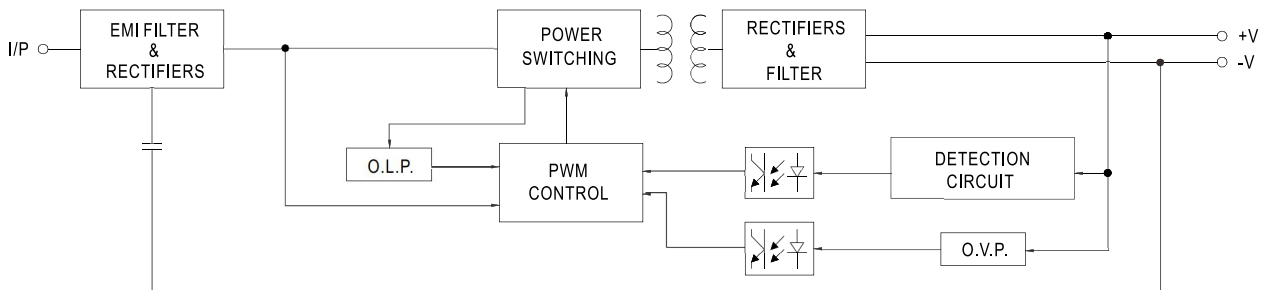 I/P
EMI FILTER
&
RECTIFIERS
POWER
SWITCHING
RECTIFIERS
&
FILTER
+V
-V
O.L.P.
PWM
CONTROL
DETECTION
CIRCUIT
O.V.P.